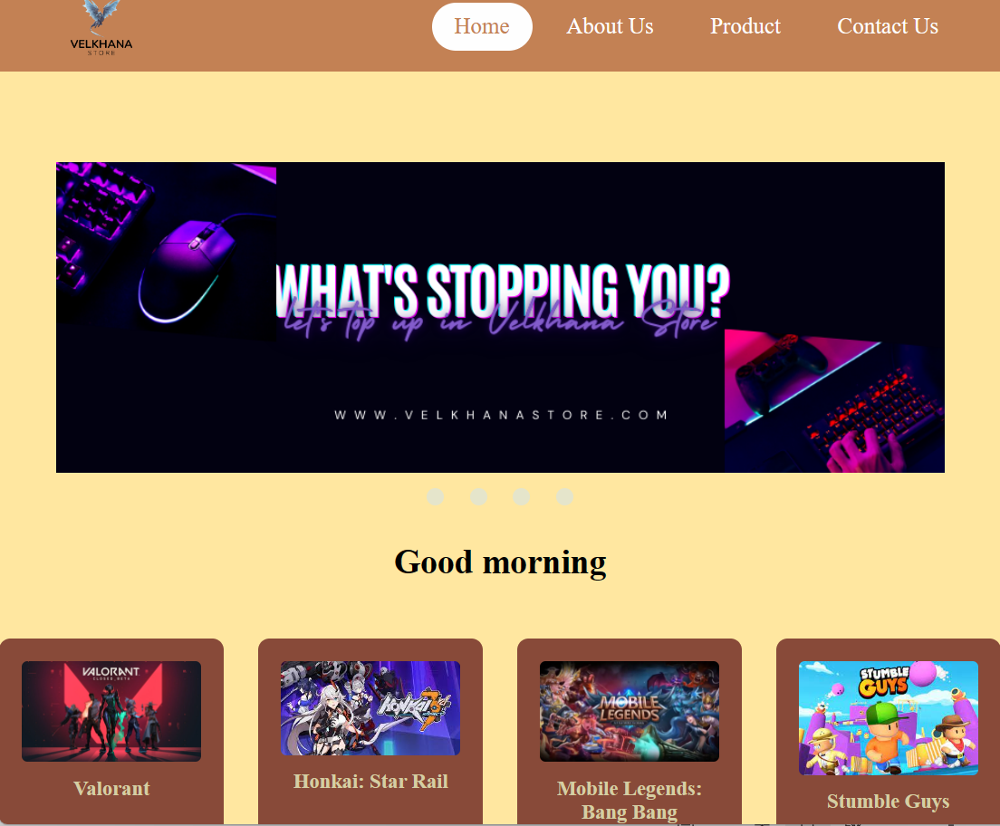 VELKHANA
STORE
Home
About Us
Product
Contact Us
WHAT'S STOPPING YOU?
let's top up in Velkhana Store
WWW.VELKHANASTORE.COM
Good morning
VALORANT
CLOSED BETA
Valorant
HONKAI
Honkai: Star Rail
MOBILE
LEGENDS
Mobile Legends:
Bang Bang
STUMBLE
GUYS
Stumble Guys